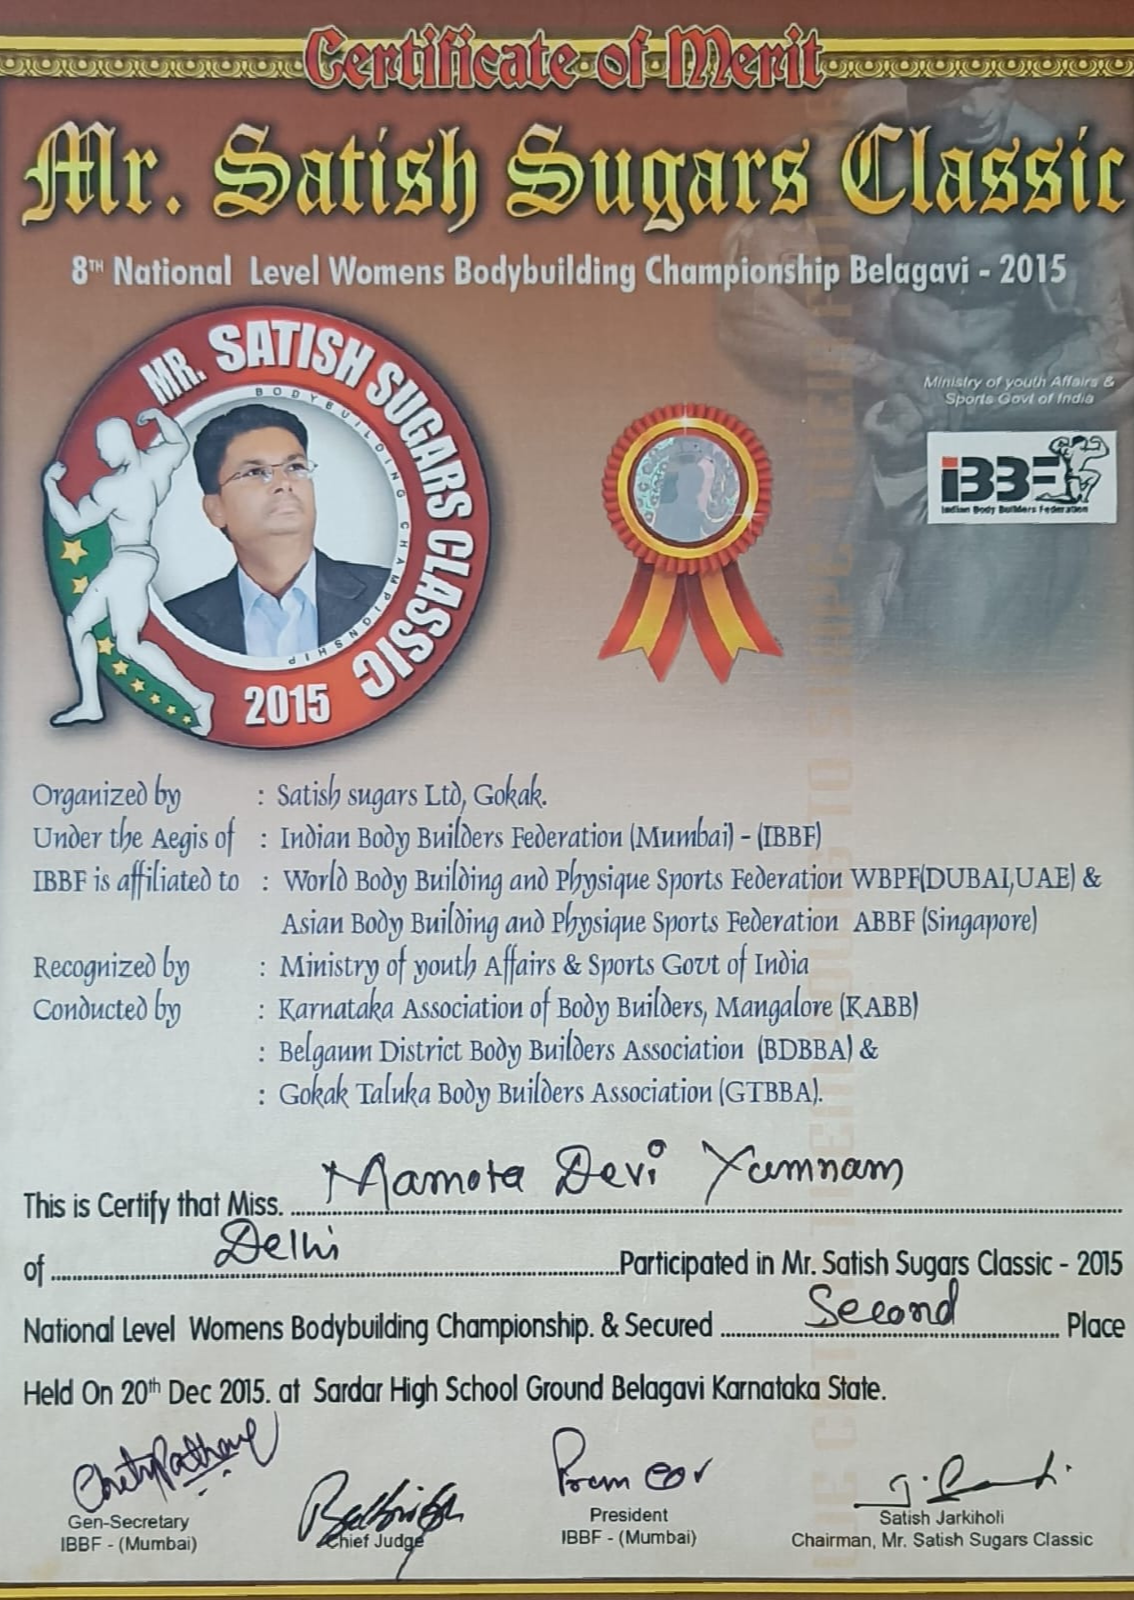 Certificate of Merit
Mr. Satish Sugars Classic
8TH National Level Womens Bodybuilding Championship Belagavi - 2015
MR. SATISH SUGARS CLASSIC
BODYBUILDING CHAMPIONSHIP
2015
Ministry of youth Affairs &
Sports Govt of India
IBBF
Indian Body Builders Federation
Organized by : Satish sugars Ltd, Gokak.
Under the Aegis of : Indian Body Builders Federation (Mumbai) - (IBBF)
IBBF is affiliated to : World Body Building and Physique Sports Federation WBPF(DUBAI,UAE) &
Asian Body Building and Physique Sports Federation ABBF (Singapore)
Recognized by : Ministry of youth Affairs & Sports Govt of India
Conducted by : Karnataka Association of Body Builders, Mangalore (KABB)
: Belgaum District Body Builders Association (BDBBA) &
: Gokak Taluka Body Builders Association (GTBBA).
This is Certify that Miss. Mamota Devi Yumnam
of Delhi Participated in Mr. Satish Sugars Classic - 2015
National Level Womens Bodybuilding Championship. & Secured Second Place
Held On 20th Dec 2015. at Sardar High School Ground Belagavi Karnataka State.
Gen-Secretary
IBBF - (Mumbai)
Chief Judge
President
IBBF - (Mumbai)
Satish Jarkiholi
Chairman, Mr. Satish Sugars Classic